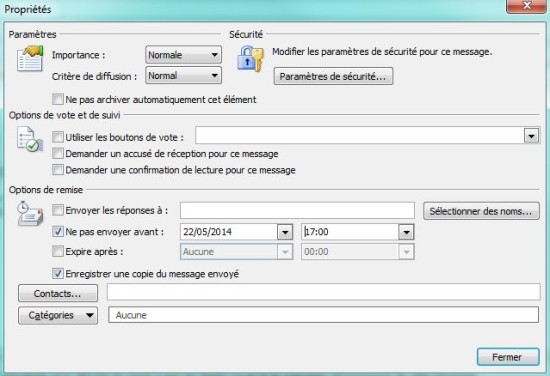 Propriétés
Paramètres
Sécurité
Importance :
Normale
Modifier les paramètres de sécurité pour ce message.
Critère de diffusion :
Normal
Paramètres de sécurité...
Ne pas archiver automatiquement cet élément
Options de vote et de suivi
Utiliser les boutons de vote :
Demander un accusé de réception pour ce message
Demander une confirmation de lecture pour ce message
Options de remise
Envoyer les réponses à :
Sélectionner des noms...
Ne pas envoyer avant : 22/05/2014 17:00
Expire après : Aucune 00:00
Enregistrer une copie du message envoyé
Contacts...
Catégories Aucune
Fermer